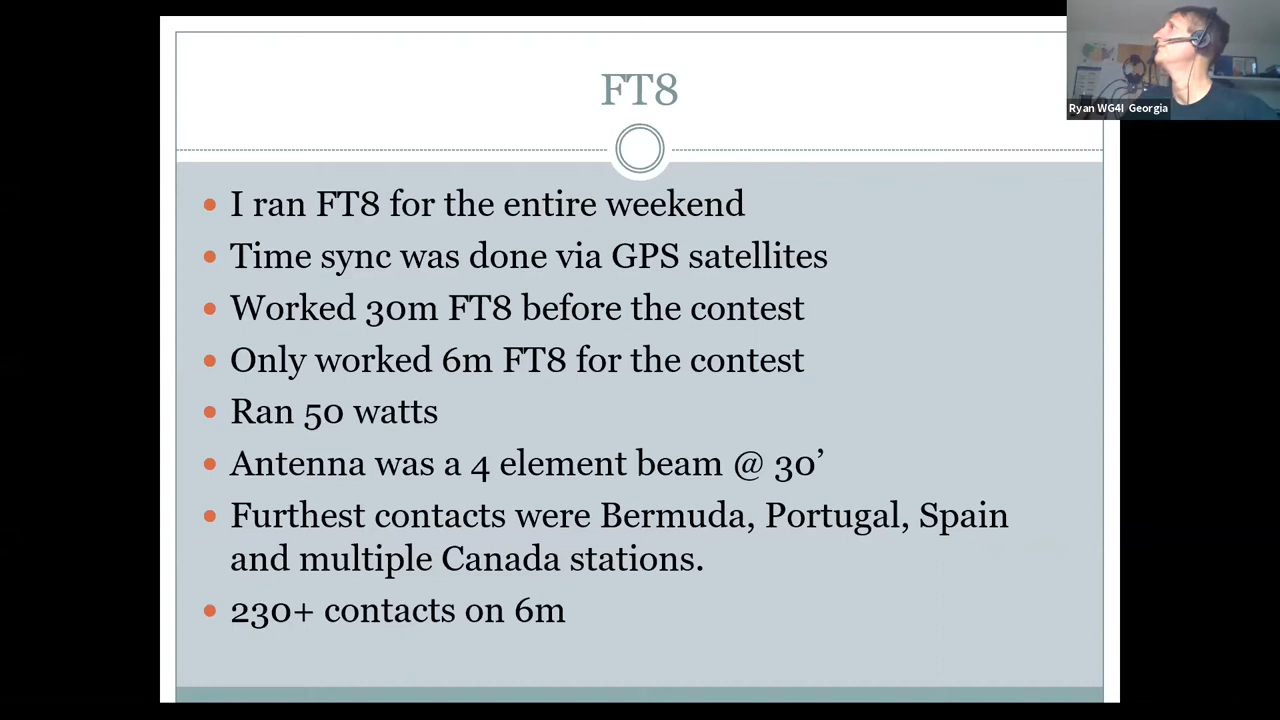 FT8
Ryan WG4I Georgia
I ran FT8 for the entire weekend
Time sync was done via GPS satellites
Worked 30m FT8 before the contest
Only worked 6m FT8 for the contest
Ran 50 watts
Antenna was a 4 element beam @ 30’
Furthest contacts were Bermuda, Portugal, Spain
and multiple Canada stations.
230+ contacts on 6m